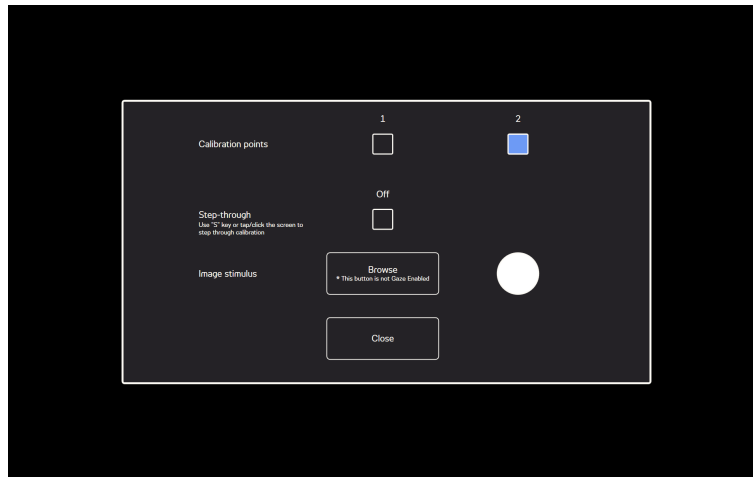 1 2
Calibration points
Off
Step-through
Use "S" key or tap/click the screen to
step through calibration
Image stimulus
Browse
* This button is not Gaze Enabled
Close